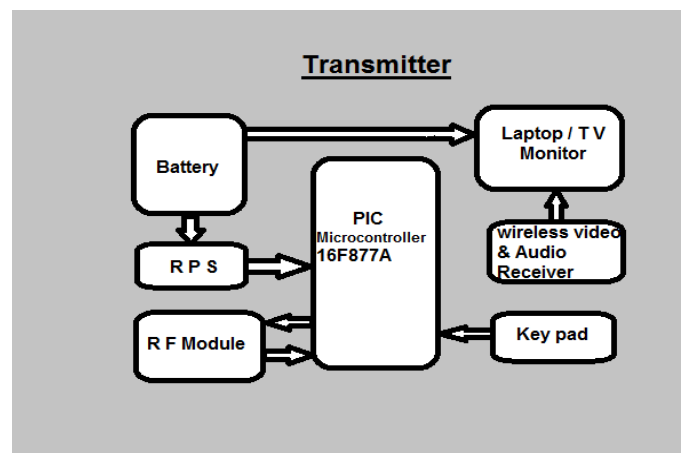 Transmitter
Battery
Laptop / T V
Monitor
PIC
Microcontroller
16F877A
wireless video
& Audio
Receiver
R P S
R F Module
Key pad